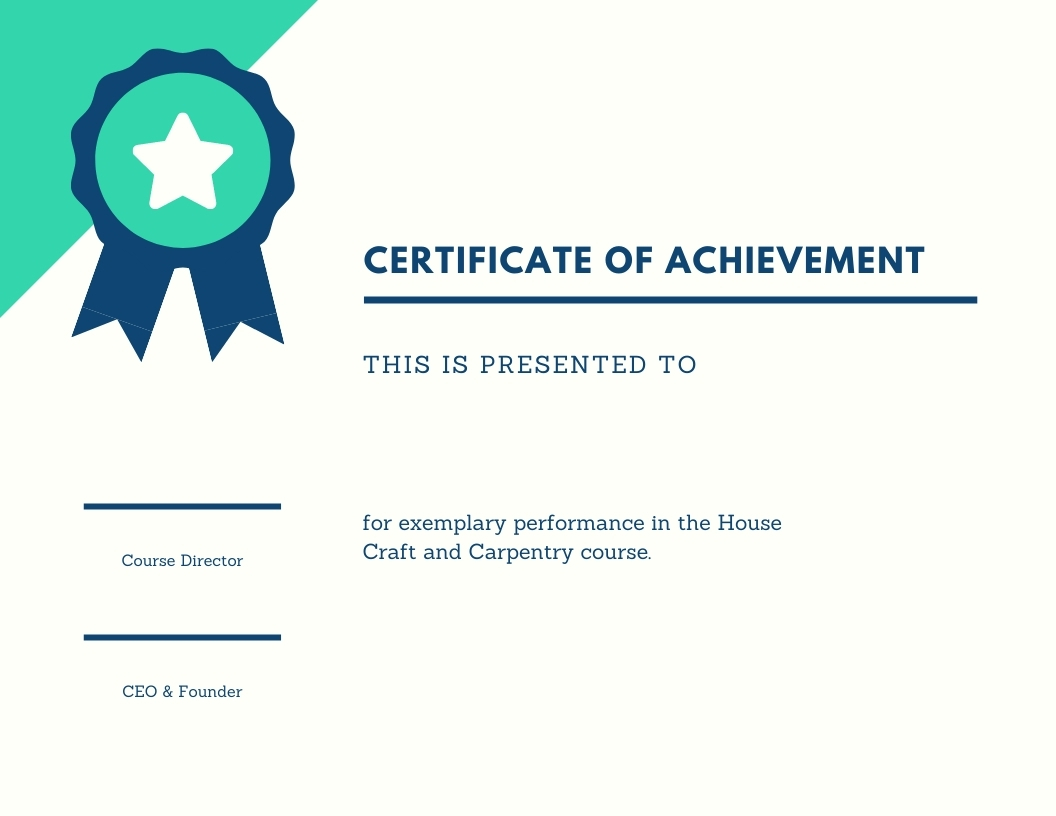 CERTIFICATE OF ACHIEVEMENT
THIS IS PRESENTED TO
for exemplary performance in the House
Craft and Carpentry course.
Course Director
CEO & Founder